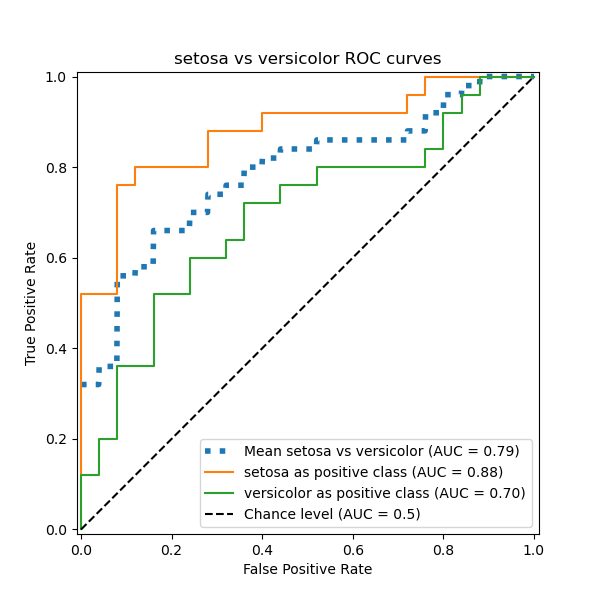 setosa vs versicolor ROC curves
1.0
0.8
0.6
0.4
0.2
0.0
True Positive Rate
Mean setosa vs versicolor (AUC = 0.79)
setosa as positive class (AUC = 0.88)
versicolor as positive class (AUC = 0.70)
Chance level (AUC = 0.5)
0.0 0.2 0.4 0.6 0.8 1.0
False Positive Rate